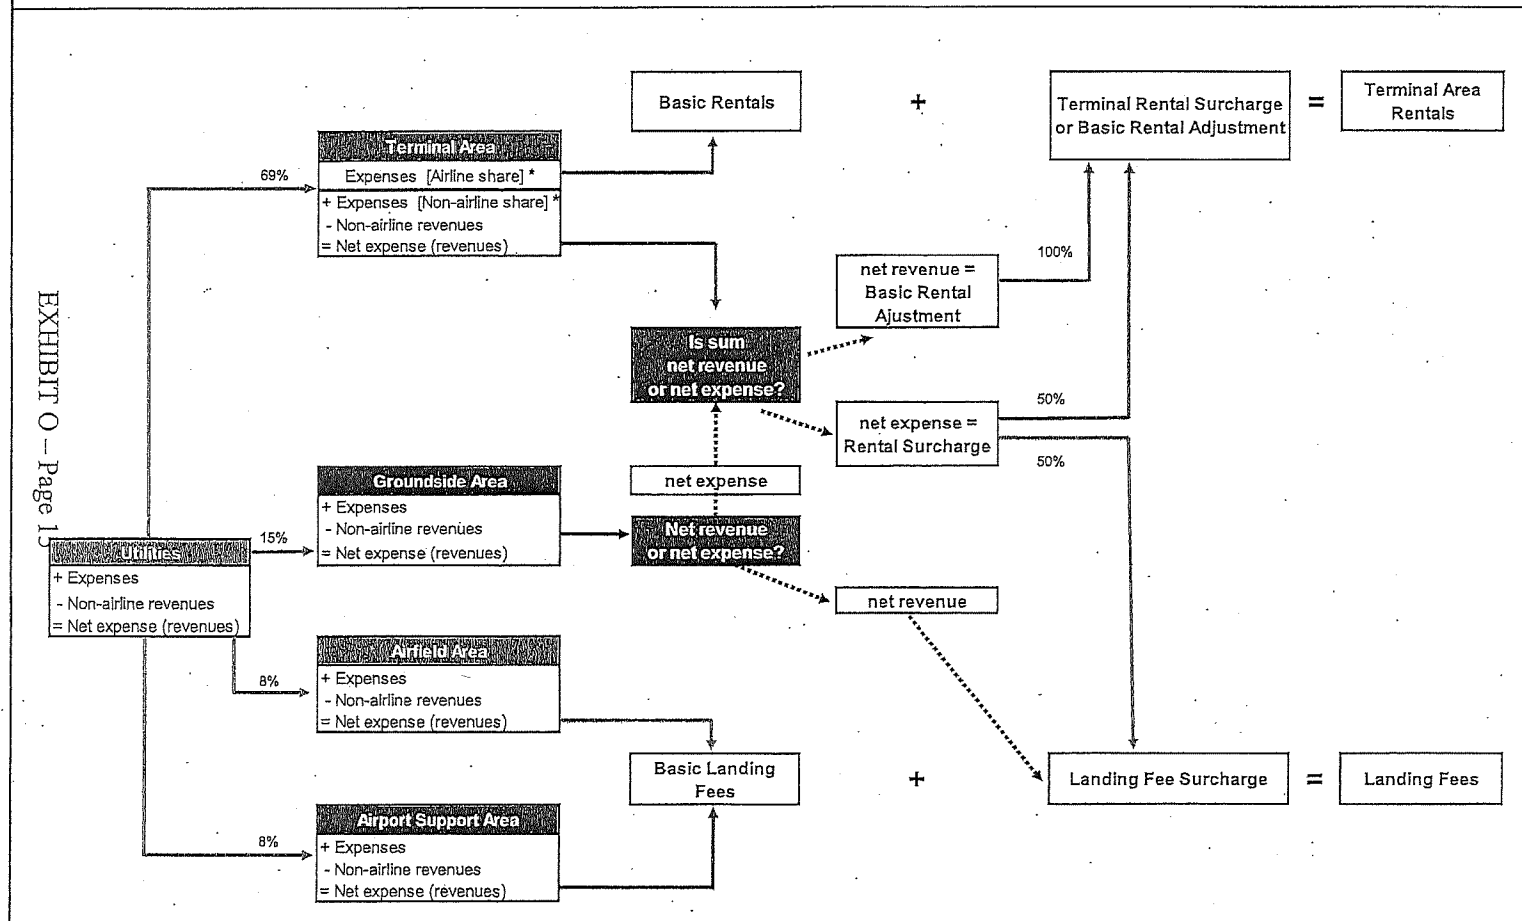 Basic Rentals
+
Terminal Rental Surcharge
or Basic Rental Adjustment
=
Terminal Area
Rentals
Terminal Area
Expenses [Airline share] *
+ Expenses [Non-airline share] *
- Non-airline revenues
= Net expense (revenues)
69%
100%
net revenue =
Basic Rental
Ajustment
Is sum
net revenue
or net expense?
50%
net expense =
Rental Surcharge
50%
EXHIBIT O – Page 15
Groundside Area
+ Expenses
- Non-airline revenues
= Net expense (revenues)
net expense
Net revenue
or net expense?
15%
Utilities
+ Expenses
- Non-airline revenues
= Net expense (revenues)
net revenue
Airfield Area
+ Expenses
- Non-airline revenues
= Net expense (revenues)
8%
Basic Landing
Fees
+
Landing Fee Surcharge
=
Landing Fees
Airport Support Area
+ Expenses
- Non-airline revenues
= Net expense (revenues)
8%